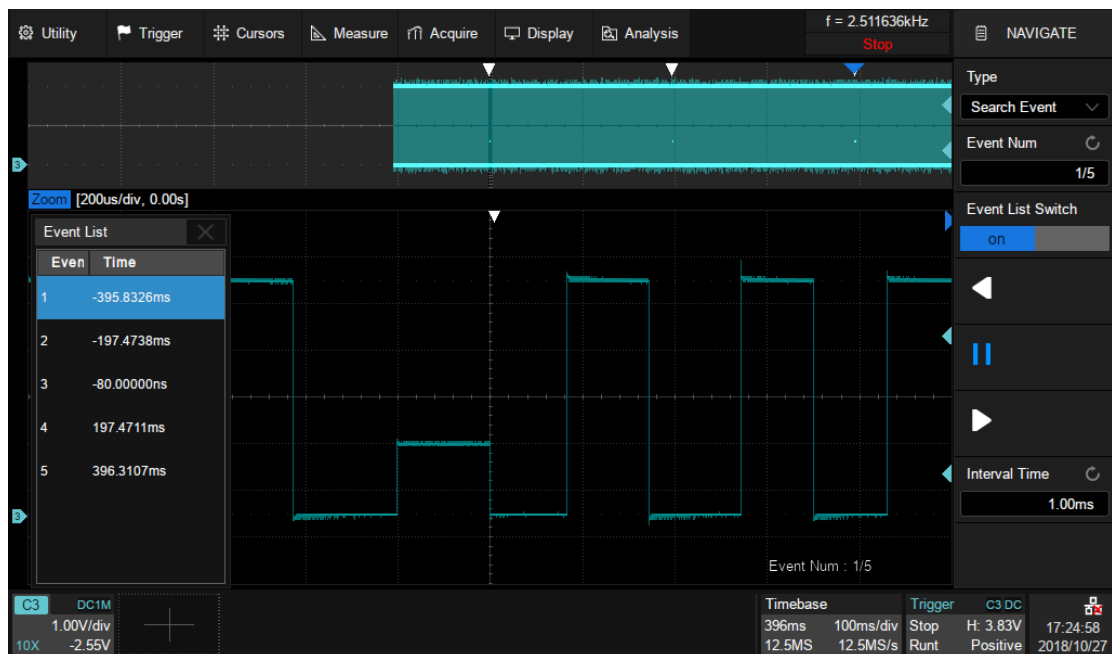 Utility Trigger Cursors Measure Acquire Display Analysis f = 2.511636kHz NAVIGATE
Stop
Type
Search Event
Event Num
1/5
3
Zoom [200us/div, 0.00s]
Event List Switch
on
Event List
Even Time
1 -395.8326ms
2 -197.4738ms
3 -80.00000ns
4 197.4711ms
5 396.3107ms
Interval Time
1.00ms
3
Event Num : 1/5
C3 DC1M Timebase Trigger C3 DC
1.00V/div 396ms 100ms/div Stop H: 3.83V 17:24:58
10X -2.55V 12.5MS 12.5MS/s Runt Positive 2018/10/27